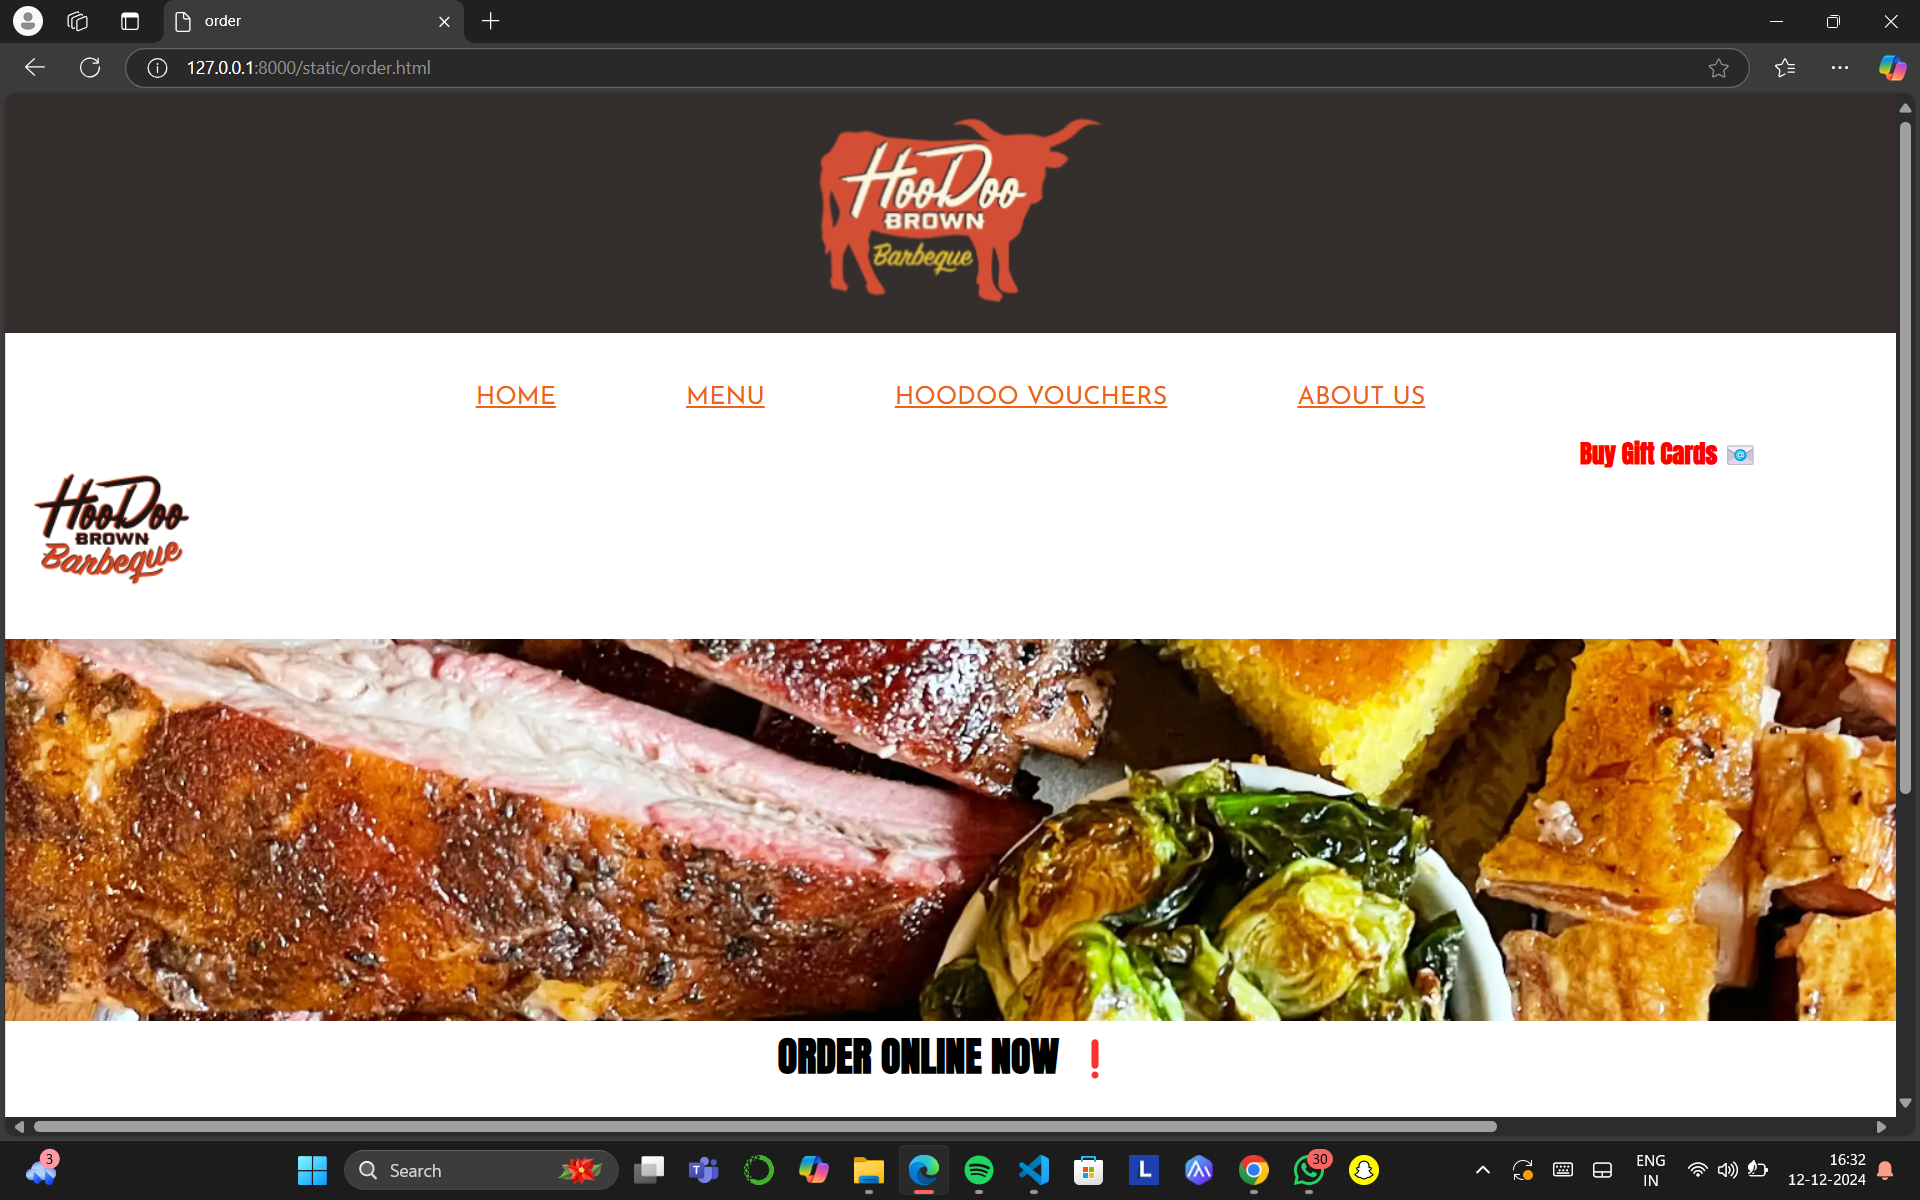 order
127.0.0.1:8000/static/order.html
HooDoo
BROWN
Barbeque
HOME MENU HOODOO VOUCHERS ABOUT US
Buy Gift Cards
HooDoo
BROWN
Barbeque
ORDER ONLINE NOW ❗
3
Search
L
30
ENG
IN
16:32
12-12-2024